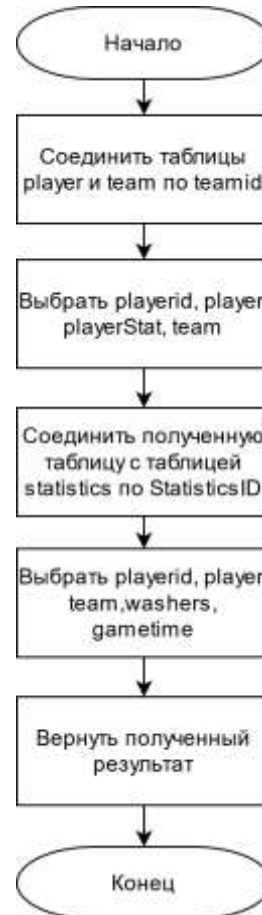 Начало
Соединить таблицы
player и team по teamid
Выбрать playerid, player
playerStat, team
Соединить полученную
таблицу с таблицей
statistics по StatisticsID
Выбрать playerid, player
team,washers,
gametime
Вернуть полученный
результат
Конец